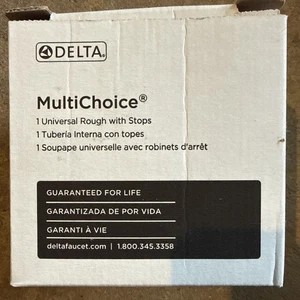 DELTA®
MultiChoice®
1 Universal Rough with Stops
1 Tubería Interna con topes
1 Soupape universelle avec robinets d'arrêt
GUARANTEED FOR LIFE
GARANTIZADA DE POR VIDA
GARANTI À VIE
deltafaucet.com | 1.800.345.3358